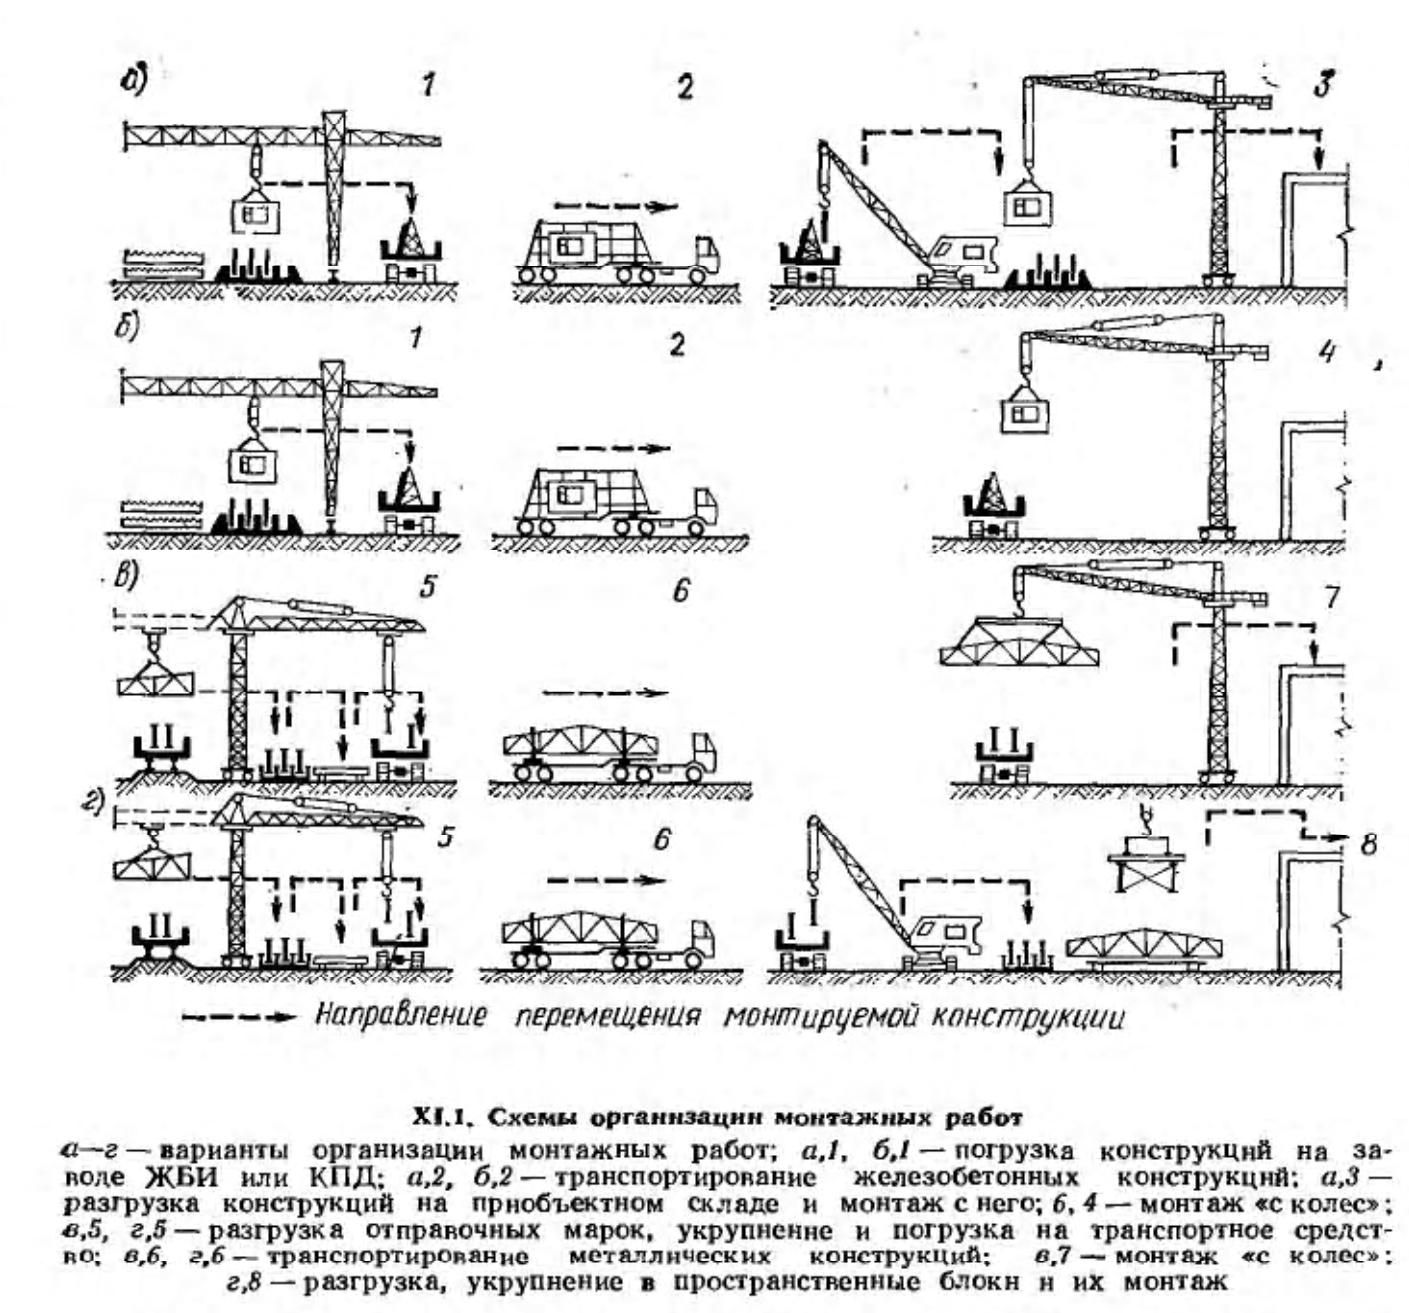 а) 1 2 3
б) 1 2 4
в) 5 6 7
г) 5 6 8
Направление перемещения монтируемой конструкции
XI.1. Схемы организации монтажных работ
а—г — варианты организации монтажных работ; а,1, б,1 — погрузка конструкций на за-
воде ЖБИ или КПД; а,2, б,2 — транспортирование железобетонных конструкций; а,3 —
разгрузка конструкций на приобъектном складе и монтаж с него; б, 4 — монтаж «с колес»;
в,5, г,5 — разгрузка отправочных марок, укрупнение и погрузка на транспортное средст-
во; в,6, г,6 — транспортирование металлических конструкций; в,7 — монтаж «с колес»;
г,8 — разгрузка, укрупнение в пространственные блоки и их монтаж